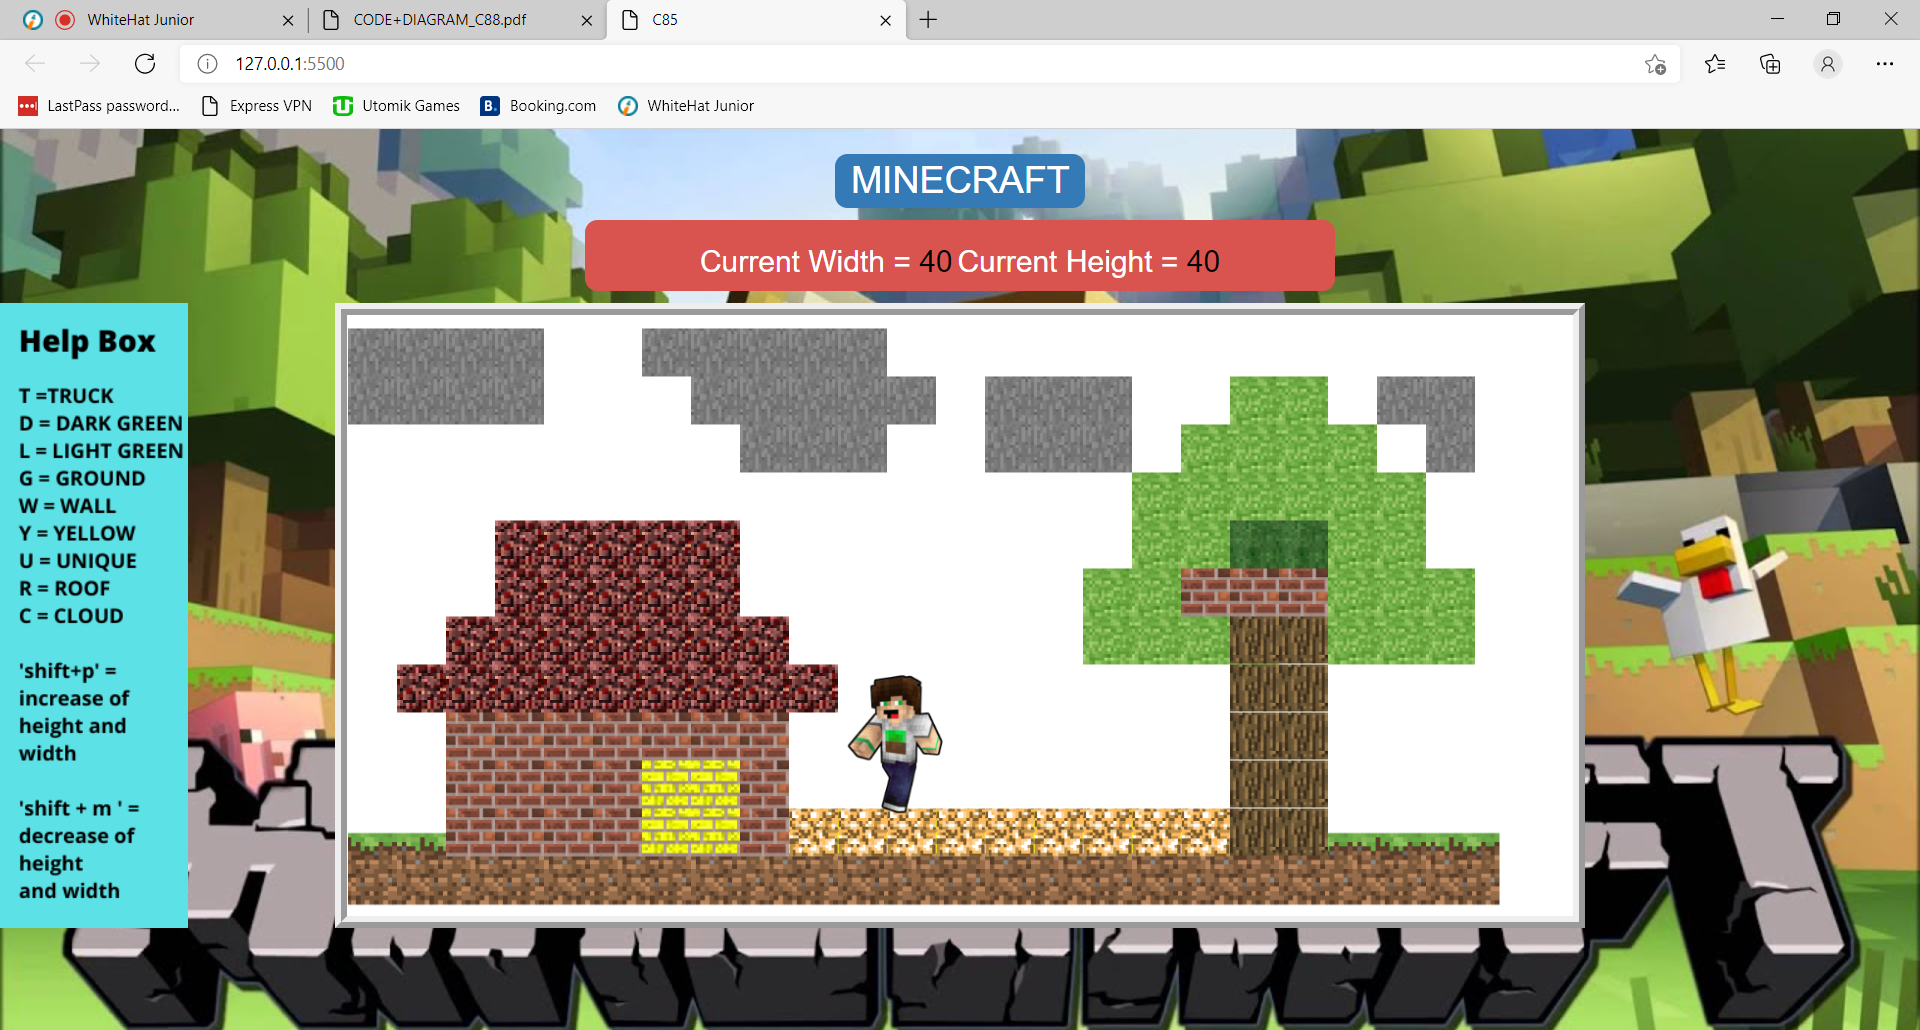 WhiteHat Junior
CODE+DIAGRAM_C88.pdf
C85
127.0.0.1:5500
LastPass password...
Express VPN
Utomik Games
B.
Booking.com
WhiteHat Junior
MINECRAFT
Current Width = 40 Current Height = 40
Help Box
T =TRUCK
D = DARK GREEN
L = LIGHT GREEN
G = GROUND
W = WALL
Y = YELLOW
U = UNIQUE
R = ROOF
C = CLOUD
'shift+p' =
increase of
height and
width
'shift + m ' =
decrease of
height
and width